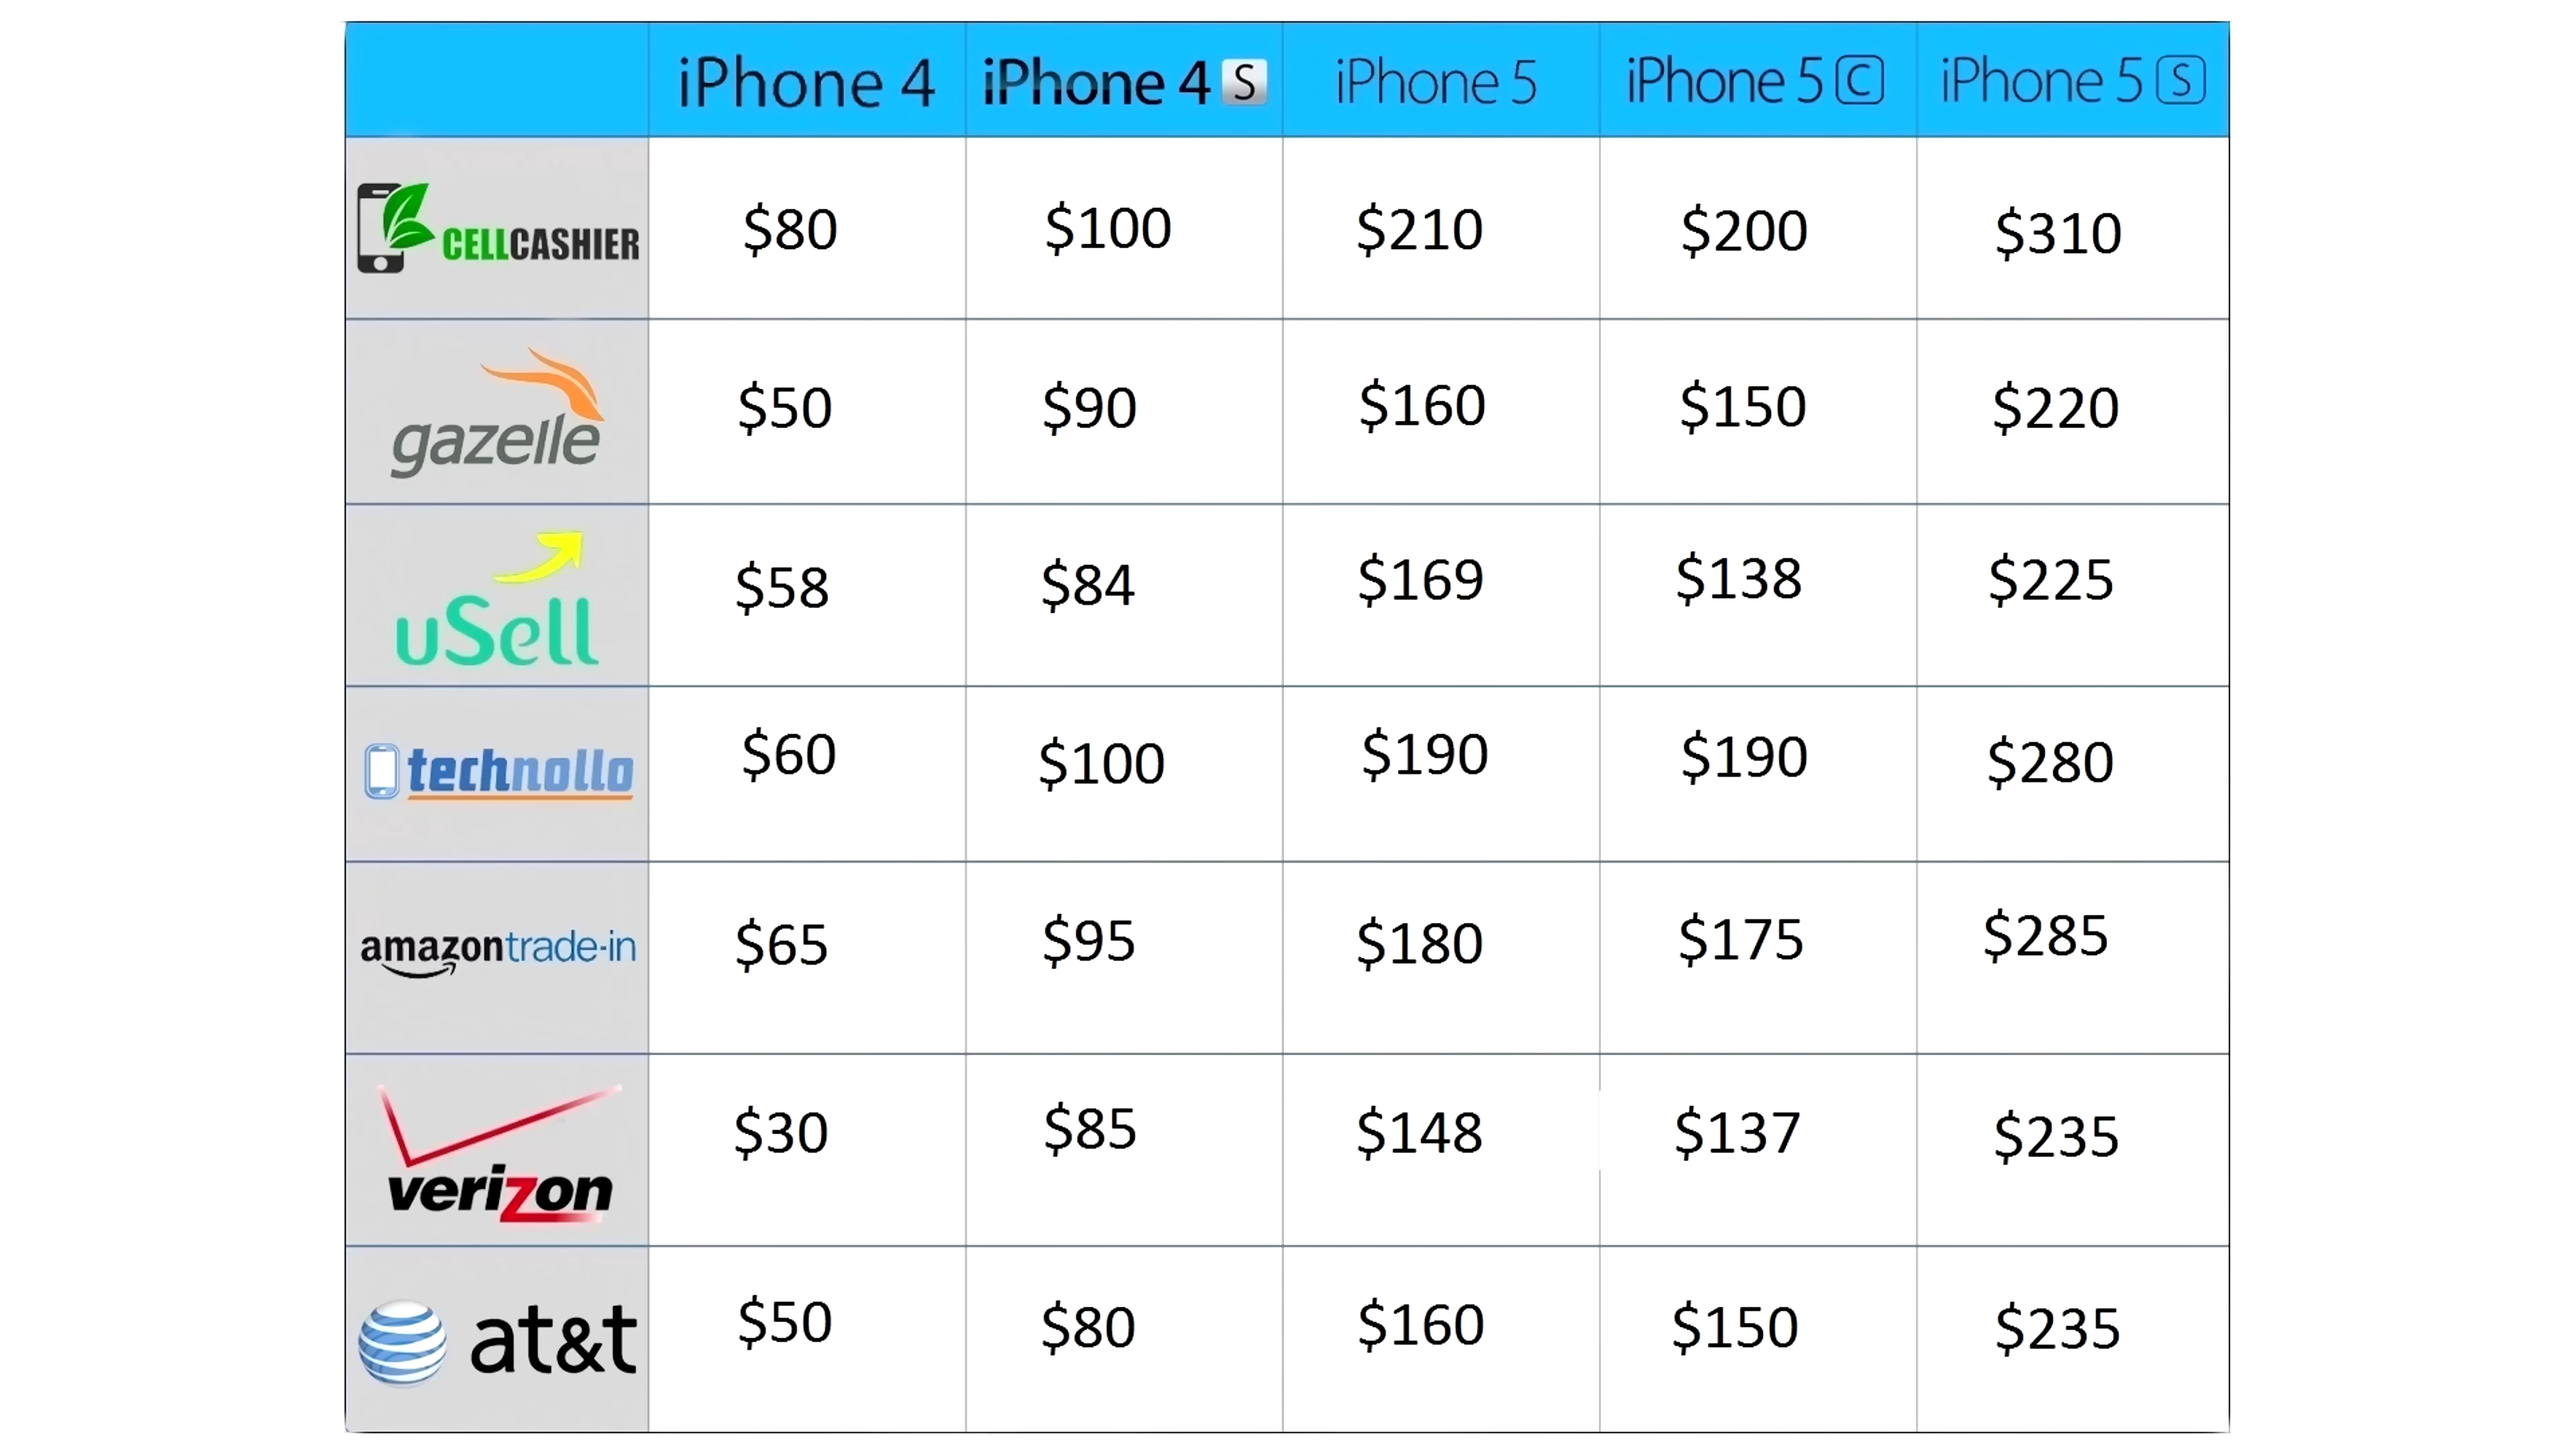 iPhone 4 iPhone 4 S iPhone 5 iPhone 5 C iPhone 5 S
CELLCASHIER $80 $100 $210 $200 $310
gazelle $50 $90 $160 $150 $220
uSell $58 $84 $169 $138 $225
technollo $60 $100 $190 $190 $280
amazontrade-in $65 $95 $180 $175 $285
verizon $30 $85 $148 $137 $235
at&t $50 $80 $160 $150 $235